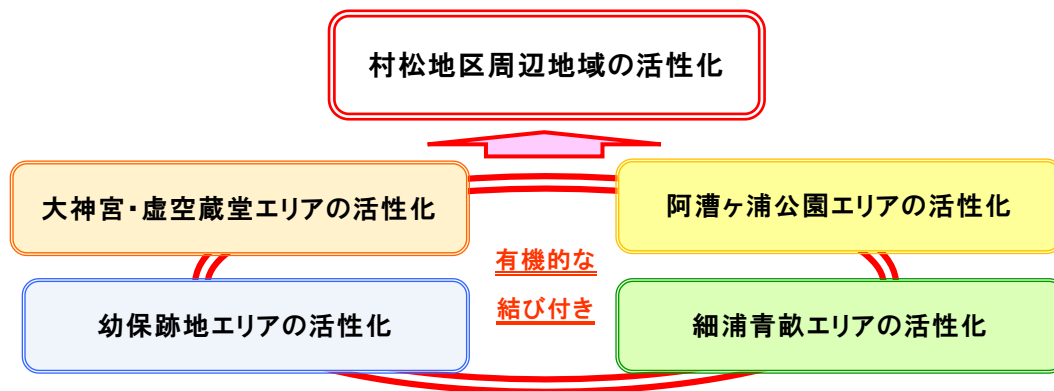 村松地区周辺地域の活性化
大神宮・虚空蔵堂エリアの活性化
阿漕ヶ浦公園エリアの活性化
有機的な
結び付き
幼保跡地エリアの活性化
細浦青畝エリアの活性化